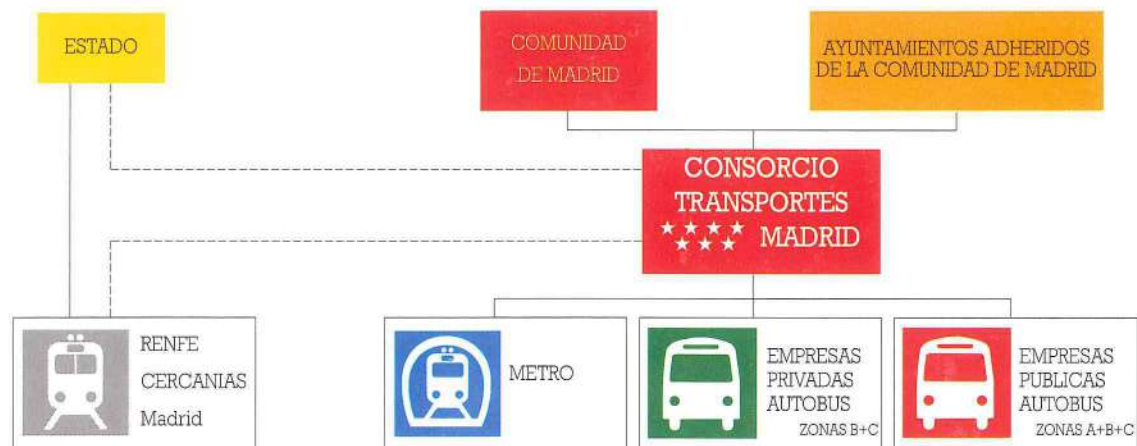 ESTADO
COMUNIDAD
DE MADRID
AYUNTAMIENTOS ADHERIDOS
DE LA COMUNIDAD DE MADRID
CONSORCIO
TRANSPORTES
MADRID
RENFE
CERCANIAS
Madrid
METRO
EMPRESAS
PRIVADAS
AUTOBUS
ZONAS B+C
EMPRESAS
PUBLICAS
AUTOBUS
ZONAS A+B+C